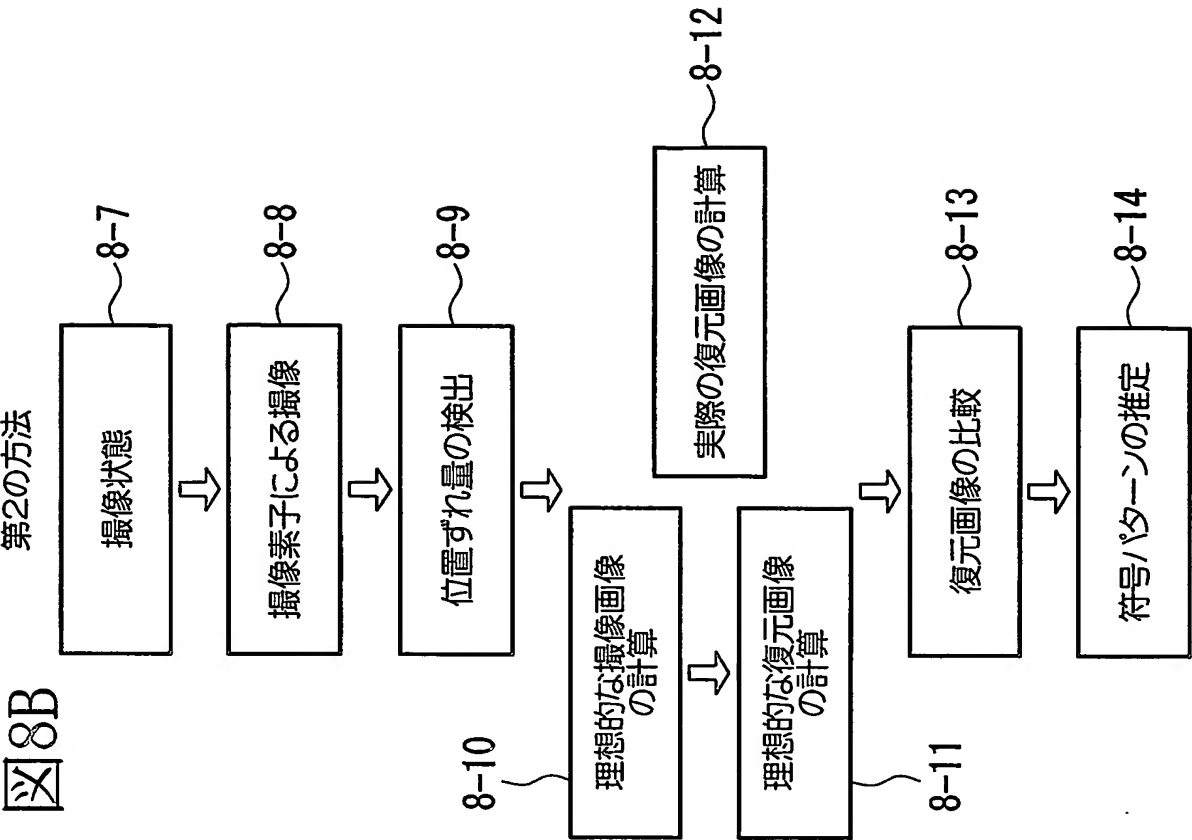 図8B
第2の方法
撮像状態
8-7
撮像素子による撮像
8-8
位置ずれ量の検出
8-9
理想的な撮像画像
の計算
8-10
理想的な復元画像
の計算
8-11
実際の復元画像の計算
8-12
復元画像の比較
8-13
符号パターンの推定
8-14